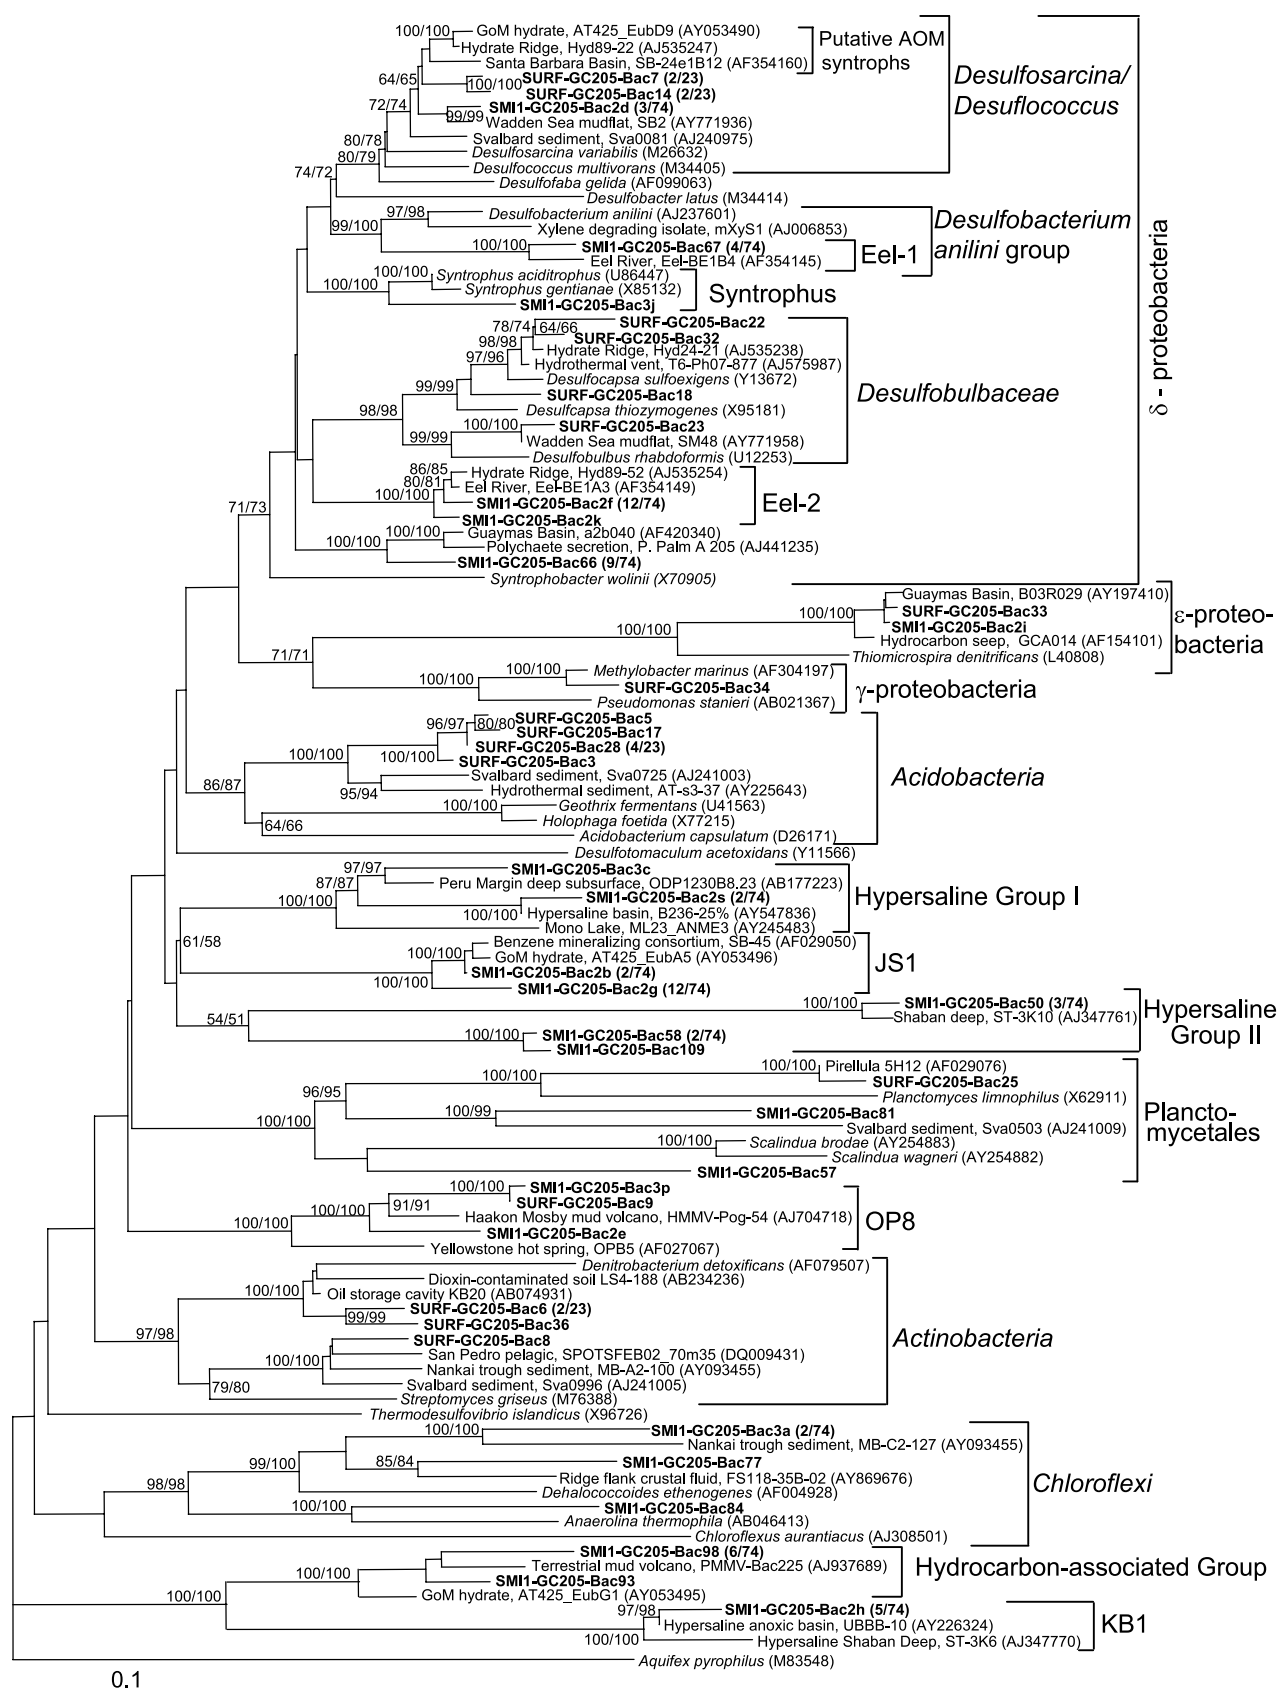 100/100
GoM hydrate, AT425_EubD9 (AY053490)
Hydrate Ridge, Hyd89-22 (AJ535247)
Santa Barbara Basin, SB-24e1B12 (AF354160)
Putative AOM
syntrophs
64/65
SURF-GC205-Bac7 (2/23)
100/100
SURF-GC205-Bac14 (2/23)
Desulfosarcina/
Desuflococcus
72/74
SMI1-GC205-Bac2d (3/74)
99/99
Wadden Sea mudflat, SB2 (AY771936)
80/78
Svalbard sediment, Sva0081 (AJ240975)
Desulfosarcina variabilis (M26632)
80/79
Desulfococcus multivorans (M34405)
74/72
Desulfofaba gelida (AF099063)
Desulfobacter latus (M34414)
97/98
Desulfobacterium anilini (AJ237601)
99/100
Xylene degrading isolate, mXyS1 (AJ006853)
100/100
SMI1-GC205-Bac67 (4/74)
Eel River, Eel-BE1B4 (AF354145)
Eel-1
Desulfobacterium
anilini group
100/100
Syntrophus aciditrophus (U86447)
100/100
Syntrophus gentianae (X85132)
SMI1-GC205-Bac3j
Syntrophus
δ - proteobacteria
SURF-GC205-Bac22
78/74
64/66
SURF-GC205-Bac32
98/98
Hydrate Ridge, Hyd24-21 (AJ535238)
97/96
Hydrothermal vent, T6-Ph07-877 (AJ575987)
Desulfocapsa sulfoexigens (Y13672)
99/99
SURF-GC205-Bac18
98/98
Desulfcapsa thiozymogenes (X95181)
100/100
SURF-GC205-Bac23
99/99
Wadden Sea mudflat, SM48 (AY771958)
Desulfobulbus rhabdoformis (U12253)
Desulfobulbaceae
86/85
Hydrate Ridge, Hyd89-52 (AJ535254)
80/81
Eel River, Eel-BE1A3 (AF354149)
100/100
SMI1-GC205-Bac2f (12/74)
SMI1-GC205-Bac2k
Eel-2
71/73
100/100
Guaymas Basin, a2b040 (AF420340)
100/100
Polychaete secretion, P. Palm A 205 (AJ441235)
SMI1-GC205-Bac66 (9/74)
Syntrophobacter wolinii (X70905)
Guaymas Basin, B03R029 (AY197410)
SURF-GC205-Bac33
100/100
SMI1-GC205-Bac2i
100/100
Hydrocarbon seep, GCA014 (AF154101)
Thiomicrospira denitrificans (L40808)
ε-proteo-
bacteria
71/71
100/100
Methylobacter marinus (AF304197)
100/100
SURF-GC205-Bac34
Pseudomonas stanieri (AB021367)
γ-proteobacteria
SURF-GC205-Bac5
96/97
80/80
SURF-GC205-Bac17
100/100
SURF-GC205-Bac28 (4/23)
100/100
SURF-GC205-Bac3
Svalbard sediment, Sva0725 (AJ241003)
86/87
95/94
Hydrothermal sediment, AT-s3-37 (AY225643)
100/100
Geothrix fermentans (U41563)
Holophaga foetida (X77215)
64/66
Acidobacterium capsulatum (D26171)
Acidobacteria
Desulfotomaculum acetoxidans (Y11566)
97/97
SMI1-GC205-Bac3c
87/87
Peru Margin deep subsurface, ODP1230B8.23 (AB177223)
100/100
SMI1-GC205-Bac2s (2/74)
100/100
Hypersaline basin, B236-25% (AY547836)
Mono Lake, ML23_ANME3 (AY245483)
Hypersaline Group I
61/58
Benzene mineralizing consortium, SB-45 (AF029050)
100/100
GoM hydrate, AT425_EubA5 (AY053496)
SMI1-GC205-Bac2b (2/74)
100/100
SMI1-GC205-Bac2g (12/74)
JS1
100/100
SMI1-GC205-Bac50 (3/74)
Shaban deep, ST-3K10 (AJ347761)
54/51
100/100
SMI1-GC205-Bac58 (2/74)
SMI1-GC205-Bac109
Hypersaline
Group II
Pirellula 5H12 (AF029076)
100/100
100/100
SURF-GC205-Bac25
96/95
Planctomyces limnophilus (X62911)
100/99
SMI1-GC205-Bac81
100/100
Svalbard sediment, Sva0503 (AJ241009)
100/100
Scalindua brodae (AY254883)
Scalindua wagneri (AY254882)
SMI1-GC205-Bac57
Plancto-
mycetales
100/100
SMI1-GC205-Bac3p
91/91
SURF-GC205-Bac9
100/100
Haakon Mosby mud volcano, HMMV-Pog-54 (AJ704718)
100/100
SMI1-GC205-Bac2e
Yellowstone hot spring, OPB5 (AF027067)
OP8
Denitrobacterium detoxificans (AF079507)
Dioxin-contaminated soil LS4-188 (AB234236)
100/100
Oil storage cavity KB20 (AB074931)
SURF-GC205-Bac6 (2/23)
99/99
SURF-GC205-Bac36
97/98
SURF-GC205-Bac8
San Pedro pelagic, SPOTSFEB02_70m35 (DQ009431)
100/100
Nankai trough sediment, MB-A2-100 (AY093455)
Svalbard sediment, Sva0996 (AJ241005)
79/80
Streptomyces griseus (M76388)
Actinobacteria
Thermodesulfovibrio islandicus (X96726)
100/100
SMI1-GC205-Bac3a (2/74)
Nankai trough sediment, MB-C2-127 (AY093455)
99/100
85/84
SMI1-GC205-Bac77
Ridge flank crustal fluid, FS118-35B-02 (AY869676)
98/98
Dehalococcoides ethenogenes (AF004928)
100/100
SMI1-GC205-Bac84
Anaerolina thermophila (AB046413)
Chloroflexus aurantiacus (AJ308501)
Chloroflexi
SMI1-GC205-Bac98 (6/74)
Terrestrial mud volcano, PMMV-Bac225 (AJ937689)
100/100
SMI1-GC205-Bac93
100/100
GoM hydrate, AT425_EubG1 (AY053495)
Hydrocarbon-associated Group
97/98
SMI1-GC205-Bac2h (5/74)
Hypersaline anoxic basin, UBBB-10 (AY226324)
100/100
Hypersaline Shaban Deep, ST-3K6 (AJ347770)
KB1
Aquifex pyrophilus (M83548)
0.1